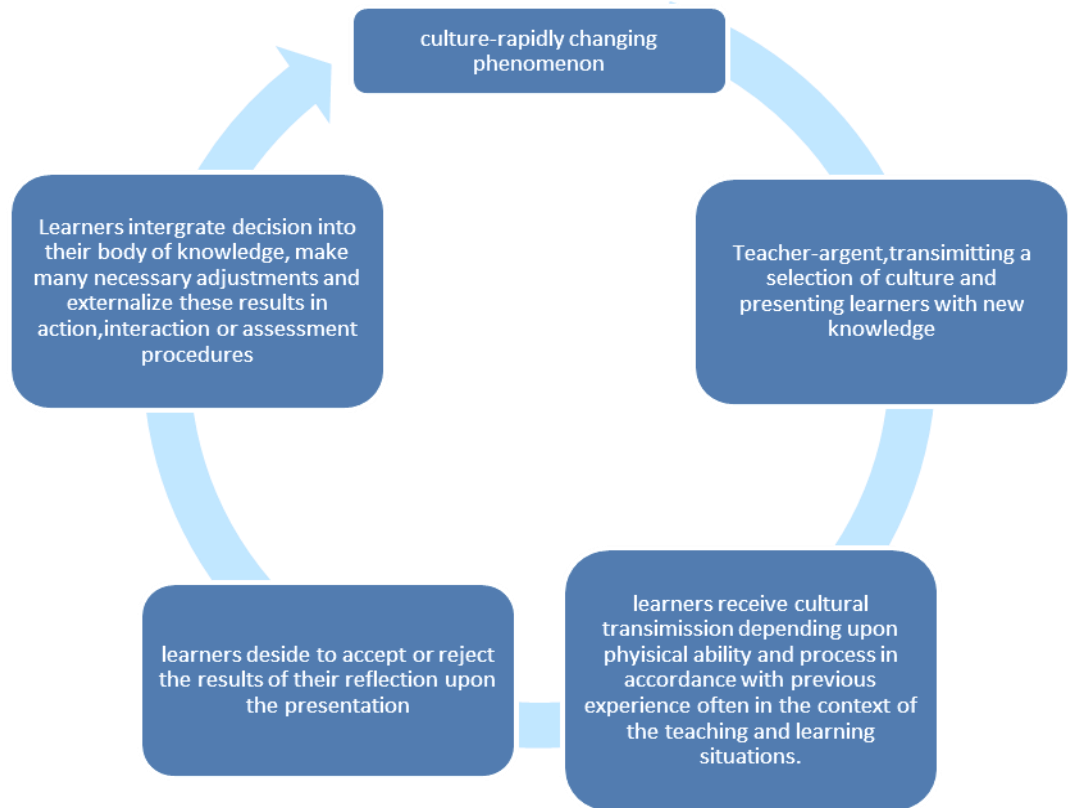 culture-rapidly changing
phenomenon
Teacher-argent,transimitting a
selection of culture and
presenting learners with new
knowledge
learners receive cultural
transimission depending upon
phyisical ability and process in
accordance with previous
experience often in the context of
the teaching and learning
situations.
learners deside to accept or reject
the results of their reflection upon
the presentation
Learners intergrate decision into
their body of knowledge, make
many necessary adjustments and
externalize these results in
action,interaction or assessment
procedures